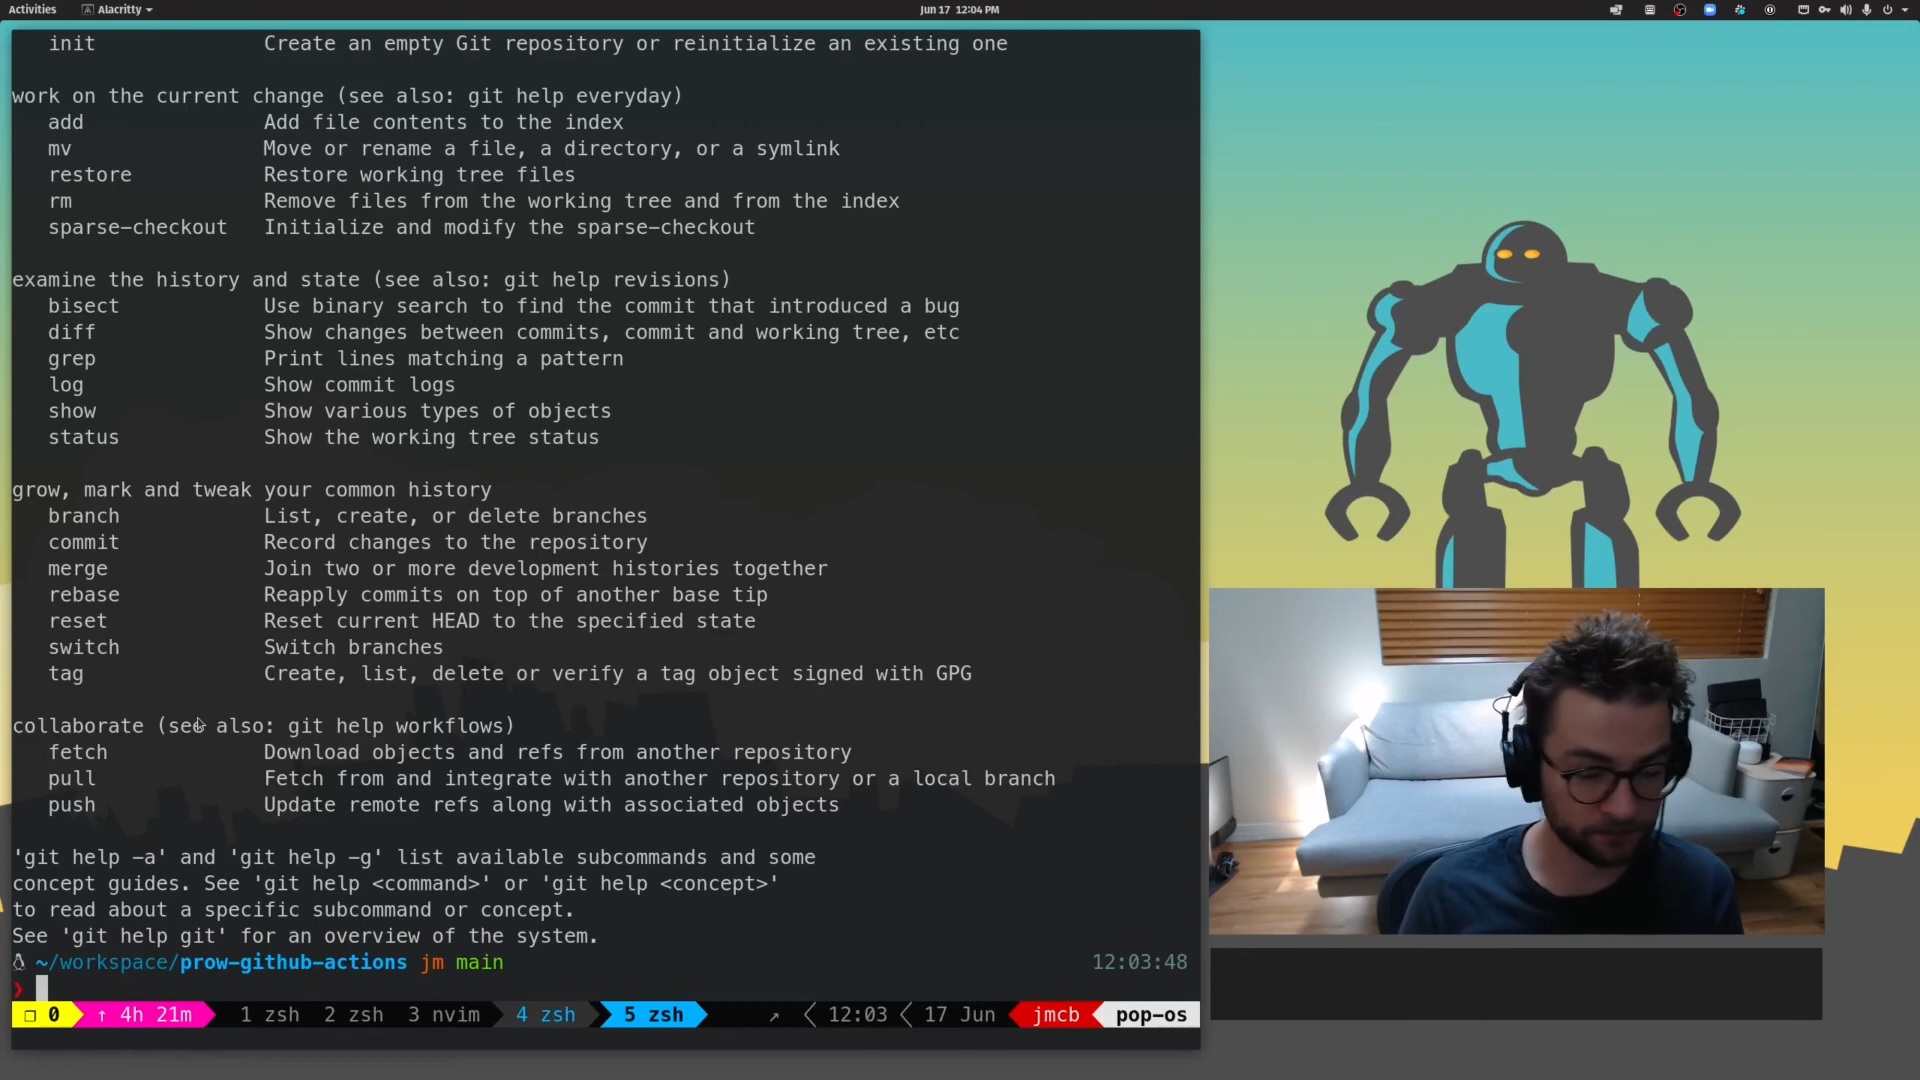 Activities
Alacritty
Jun 17 12:04 PM
init Create an empty Git repository or reinitialize an existing one
work on the current change (see also: git help everyday)
add Add file contents to the index
mv Move or rename a file, a directory, or a symlink
restore Restore working tree files
rm Remove files from the working tree and from the index
sparse-checkout Initialize and modify the sparse-checkout
examine the history and state (see also: git help revisions)
bisect Use binary search to find the commit that introduced a bug
diff Show changes between commits, commit and working tree, etc
grep Print lines matching a pattern
log Show commit logs
show Show various types of objects
status Show the working tree status
grow, mark and tweak your common history
branch List, create, or delete branches
commit Record changes to the repository
merge Join two or more development histories together
rebase Reapply commits on top of another base tip
reset Reset current HEAD to the specified state
switch Switch branches
tag Create, list, delete or verify a tag object signed with GPG
collaborate (see also: git help workflows)
fetch Download objects and refs from another repository
pull Fetch from and integrate with another repository or a local branch
push Update remote refs along with associated objects
'git help -a' and 'git help -g' list available subcommands and some
concept guides. See 'git help <command>' or 'git help <concept>'
to read about a specific subcommand or concept.
See 'git help git' for an overview of the system.
~/workspace/prow-github-actions jm main 12:03:48
❯
❐ 0 ↑ 4h 21m 1 zsh 2 zsh 3 nvim 4 zsh 5 zsh ↗ 12:03 17 Jun jmcb pop-os